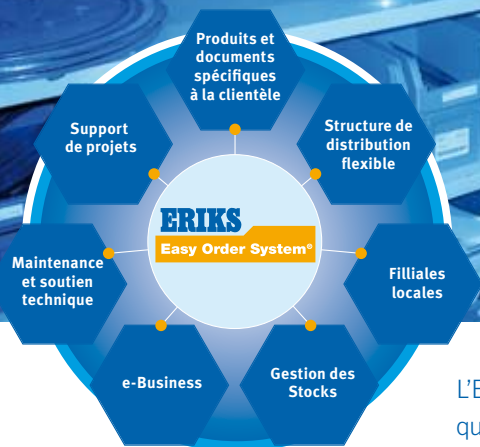 Produits et
documents
spécifiques
à la clientèle
Structure de
distribution
flexible
Filliales
locales
Gestion des
Stocks
e-Business
Maintenance
et soutien
technique
Support
de projets
ERIKS
Easy Order System®
L'E
qu